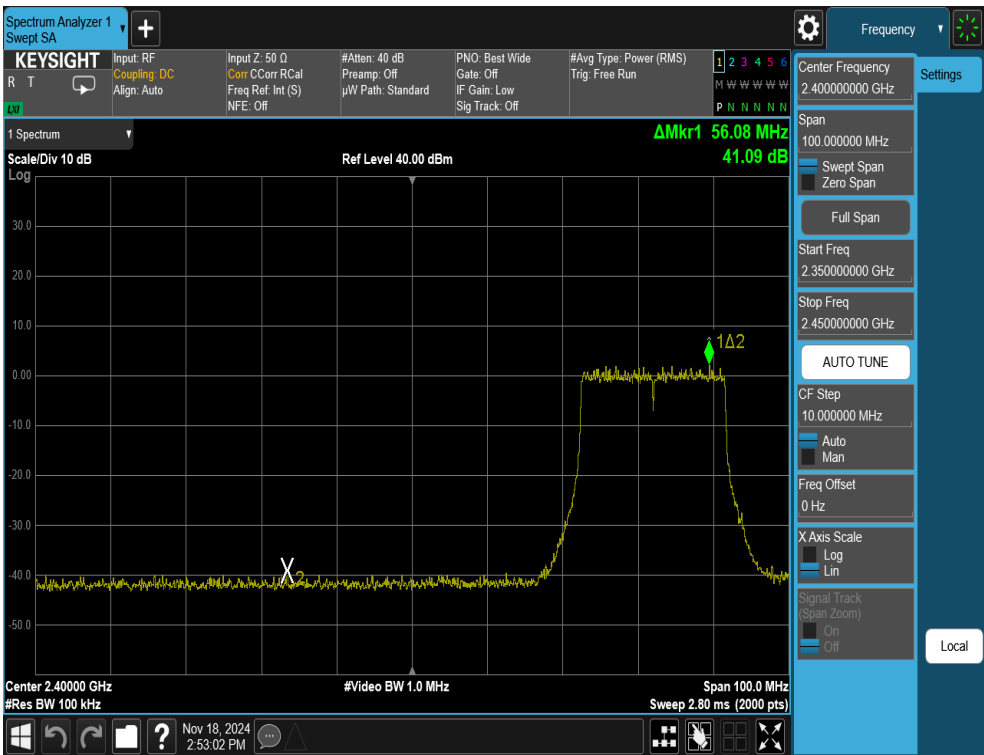 Spectrum Analyzer 1
Swept SA
+
Frequency
KEYSIGHT
R T
LXI
Input: RF
Coupling: DC
Align: Auto
Input Z: 50 Ω
Corr CCorr RCal
Freq Ref: Int (S)
NFE: Off
#Atten: 40 dB
Preamp: Off
µW Path: Standard
PNO: Best Wide
Gate: Off
IF Gain: Low
Sig Track: Off
#Avg Type: Power (RMS)
Trig: Free Run
1 2 3 4 5 6
M W W W W W
P N N N N N
1 Spectrum
ΔMkr1 56.08 MHz
41.09 dB
Scale/Div 10 dB
Ref Level 40.00 dBm
Log
30.0
20.0
10.0
0.00
-10.0
-20.0
-30.0
-40.0
-50.0
1Δ2
X2
Center 2.40000 GHz
#Video BW 1.0 MHz
Span 100.0 MHz
#Res BW 100 kHz
Sweep 2.80 ms (2000 pts)
Center Frequency
2.400000000 GHz
Settings
Span
100.000000 MHz
Swept Span
Zero Span
Full Span
Start Freq
2.350000000 GHz
Stop Freq
2.450000000 GHz
AUTO TUNE
CF Step
10.000000 MHz
Auto
Man
Freq Offset
0 Hz
X Axis Scale
Log
Lin
Signal Track
(Span Zoom)
On
Off
Local
?
Nov 18, 2024
2:53:02 PM